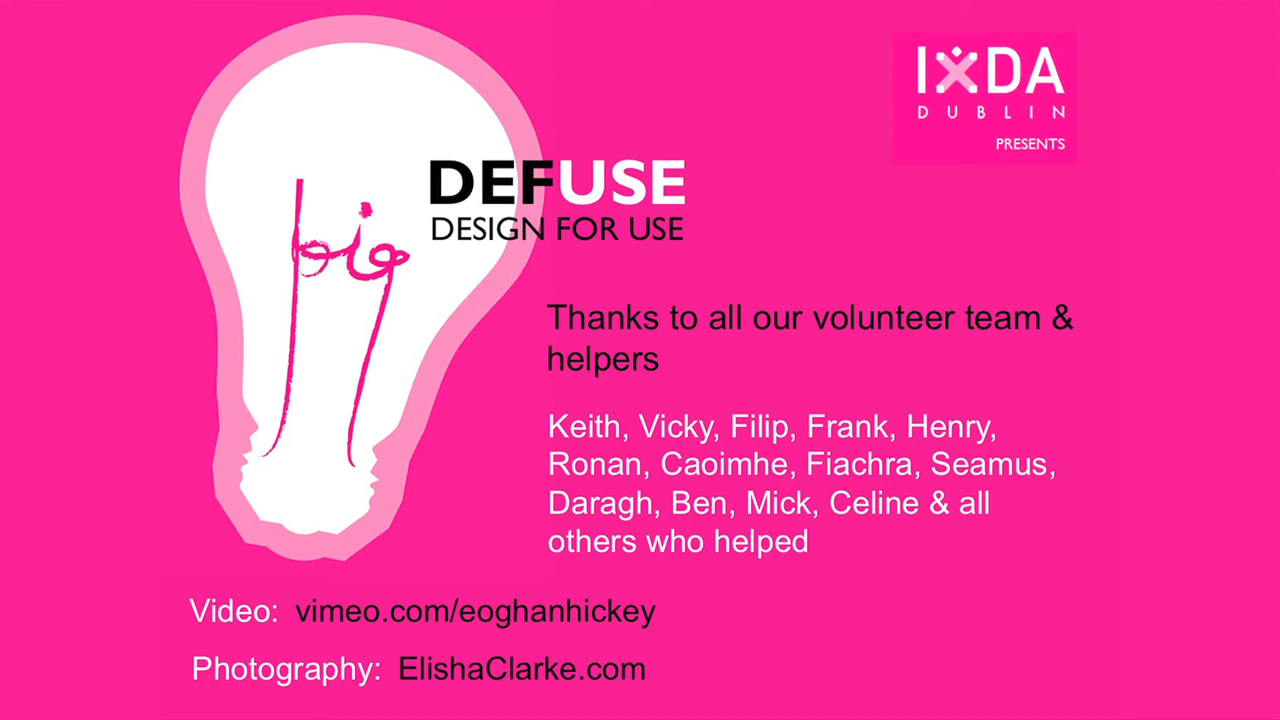 IxDA
DUBLIN
PRESENTS
big
DEFUSE
DESIGN FOR USE
Thanks to all our volunteer team &
helpers
Keith, Vicky, Filip, Frank, Henry,
Ronan, Caoimhe, Fiachra, Seamus,
Daragh, Ben, Mick, Celine & all
others who helped
Video: vimeo.com/eoghanhickey
Photography: ElishaClarke.com